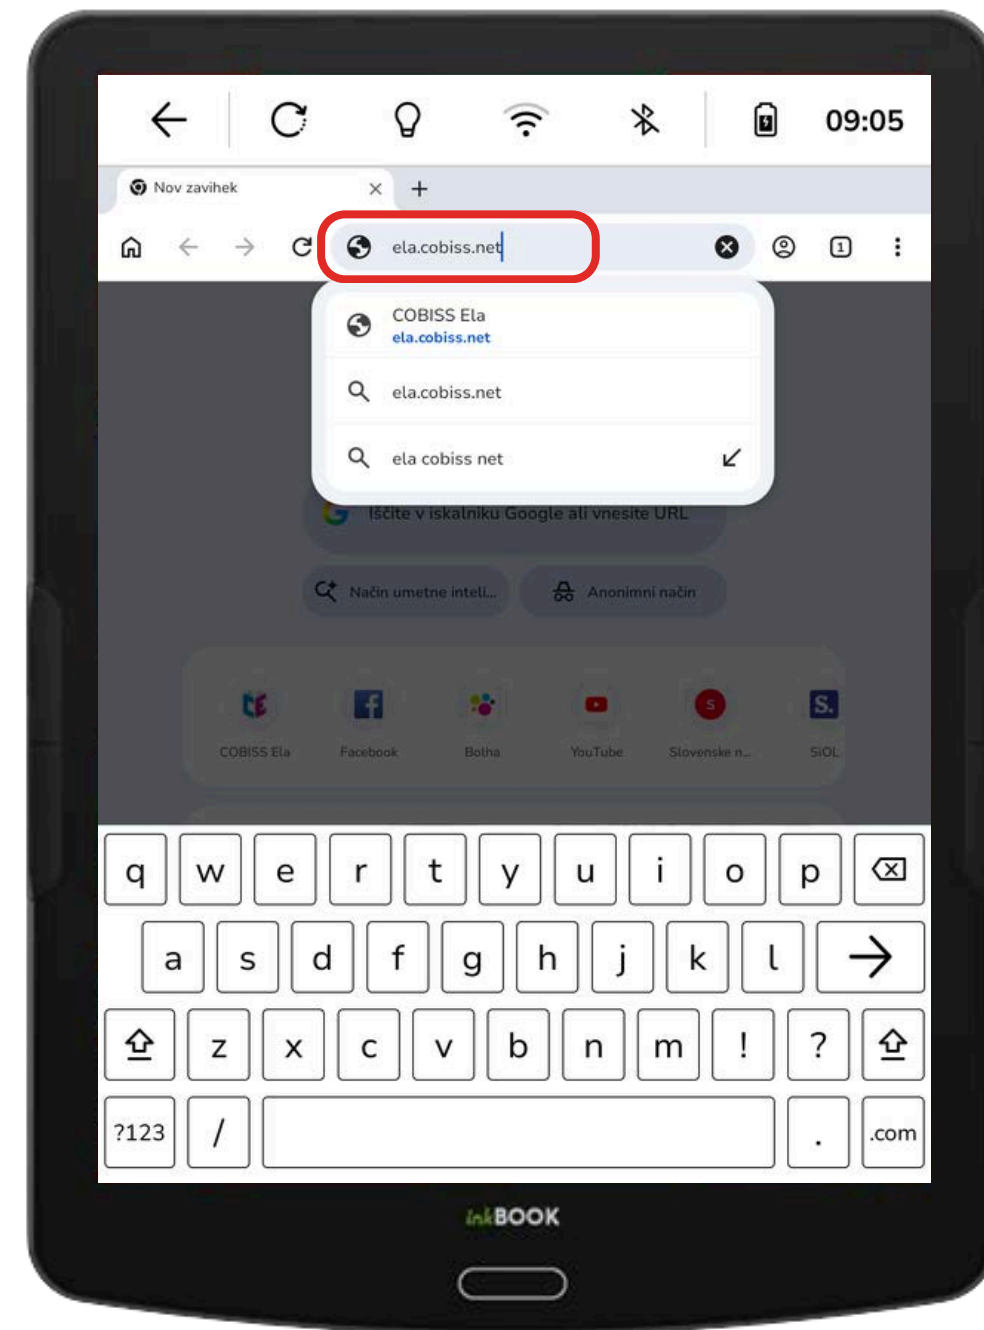 09:05
Nov zavihek
ela.cobiss.net
1
COBISS Ela
ela.cobiss.net
ela.cobiss.net
ela cobiss net
Iščite v iskalniku Google ali vnesite URL
Način umetne inteli...
Anonimni način
S
S.
COBISS Ela
Facebook
Bolha
YouTube
Slovenske n...
SiOL
q w e r t y u i o p
a s d f g h j k l
z x c v b n m ! ?
?123 / . .com
inkBOOK